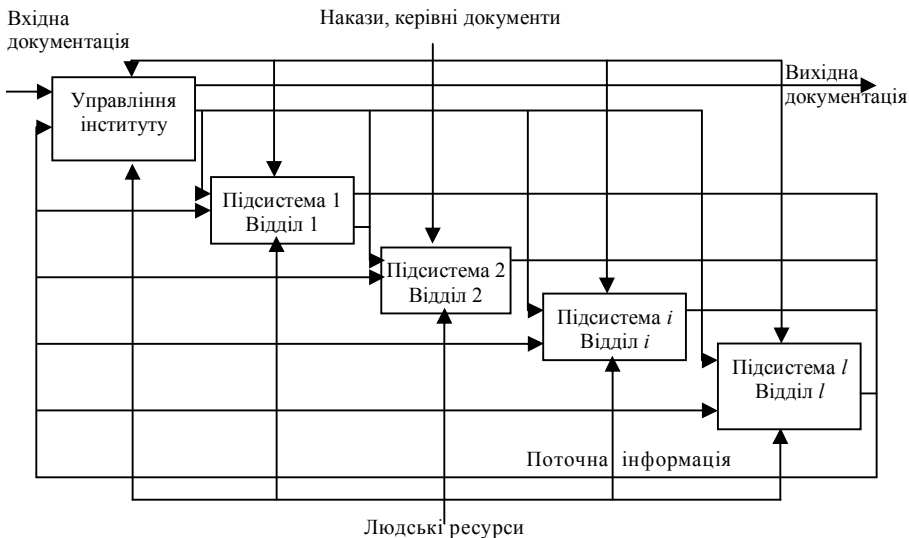 Вхідна
документація
Накази, керівні документи
Управління
інституту
Вихідна
документація
Підсистема 1
Відділ 1
Підсистема 2
Відділ 2
Підсистема i
Відділ i
Підсистема l
Відділ l
Поточна інформація
Людські ресурси